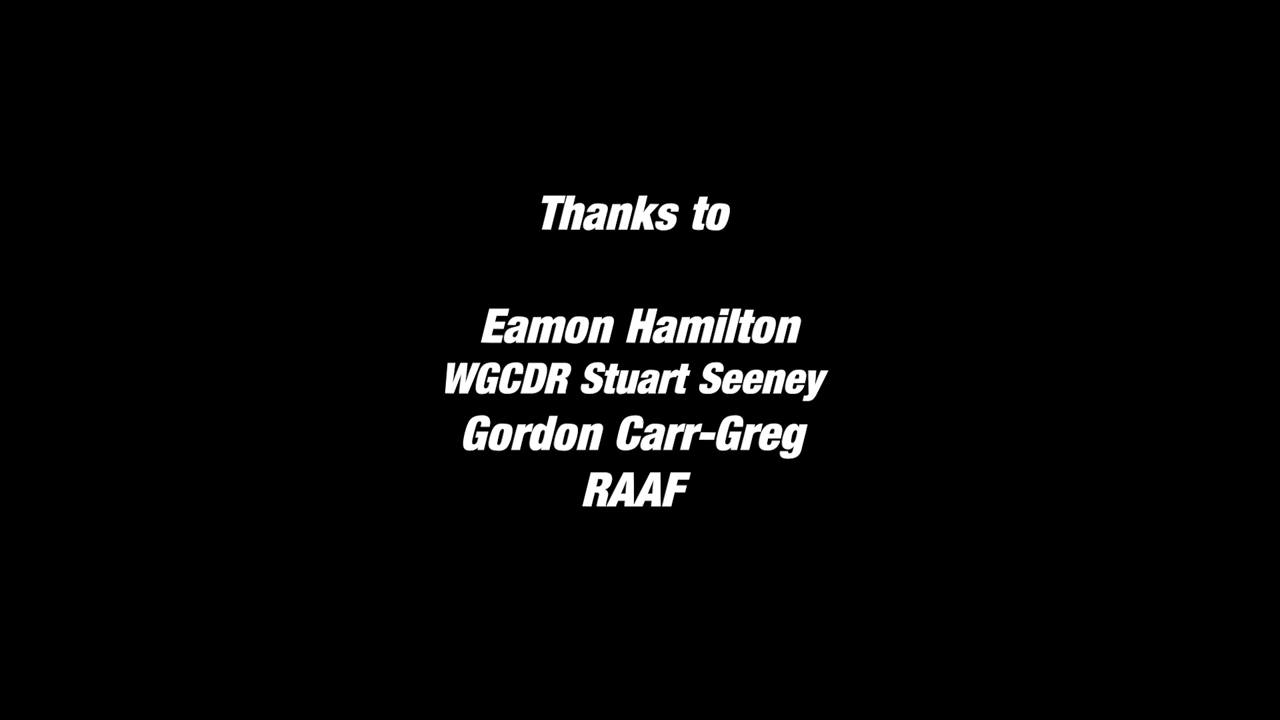 Thanks to
Eamon Hamilton
WGCDR Stuart Seeney
Gordon Carr-Greg
RAAF